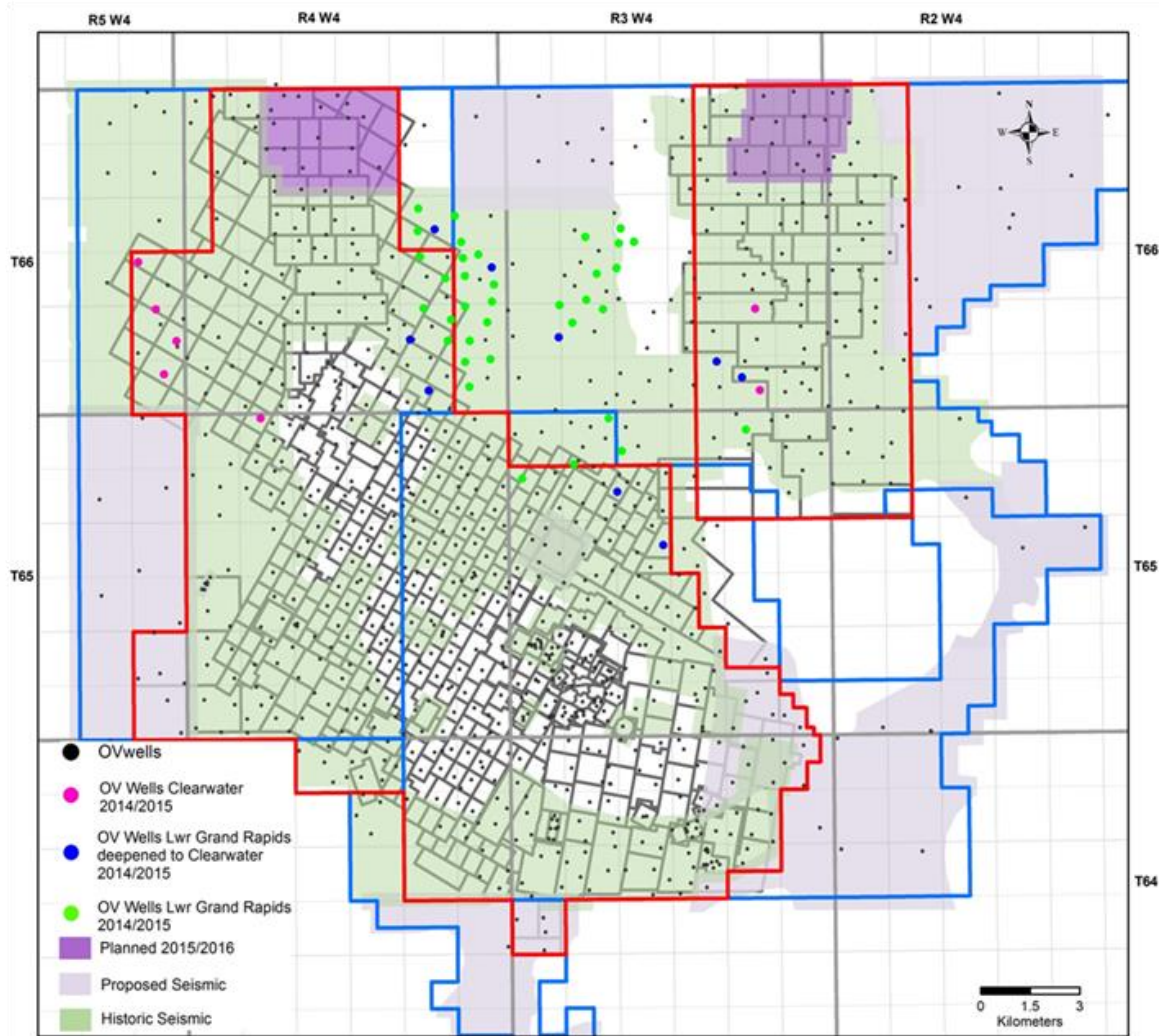 R5 W4
R4 W4
R3 W4
R2 W4
N
W E
S
T66
T66
T65
T65
T64
OVwells
OV Wells Clearwater
2014/2015
OV Wells Lwr Grand Rapids
deepened to Clearwater
2014/2015
OV Wells Lwr Grand Rapids
2014/2015
Planned 2015/2016
Proposed Seismic
Historic Seismic
0 1.5 3
Kilometers